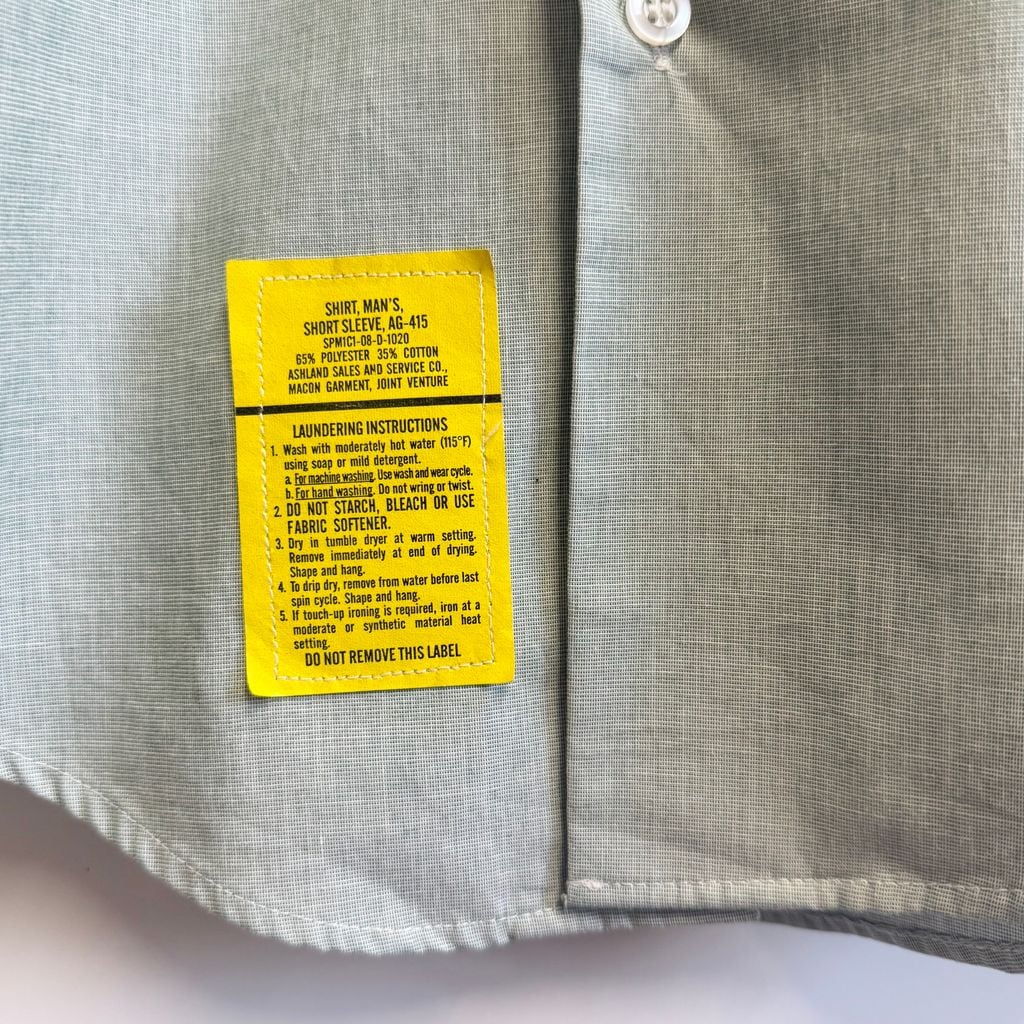 SHIRT, MAN'S,
SHORT SLEEVE, AG-415
SPM1C1-08-D-1020
65% POLYESTER 35% COTTON
ASHLAND SALES AND SERVICE CO.,
MACON GARMENT, JOINT VENTURE
LAUNDERING INSTRUCTIONS
1. Wash with moderately hot water (115°F)
using soap or mild detergent.
a. For machine washing. Use wash and wear cycle.
b. For hand washing. Do not wring or twist.
2. DO NOT STARCH, BLEACH OR USE
FABRIC SOFTENER.
3. Dry in tumble dryer at warm setting.
Remove immediately at end of drying.
Shape and hang.
4. To drip dry, remove from water before last
spin cycle. Shape and hang.
5. If touch-up ironing is required, iron at a
moderate or synthetic material heat
setting.
DO NOT REMOVE THIS LABEL